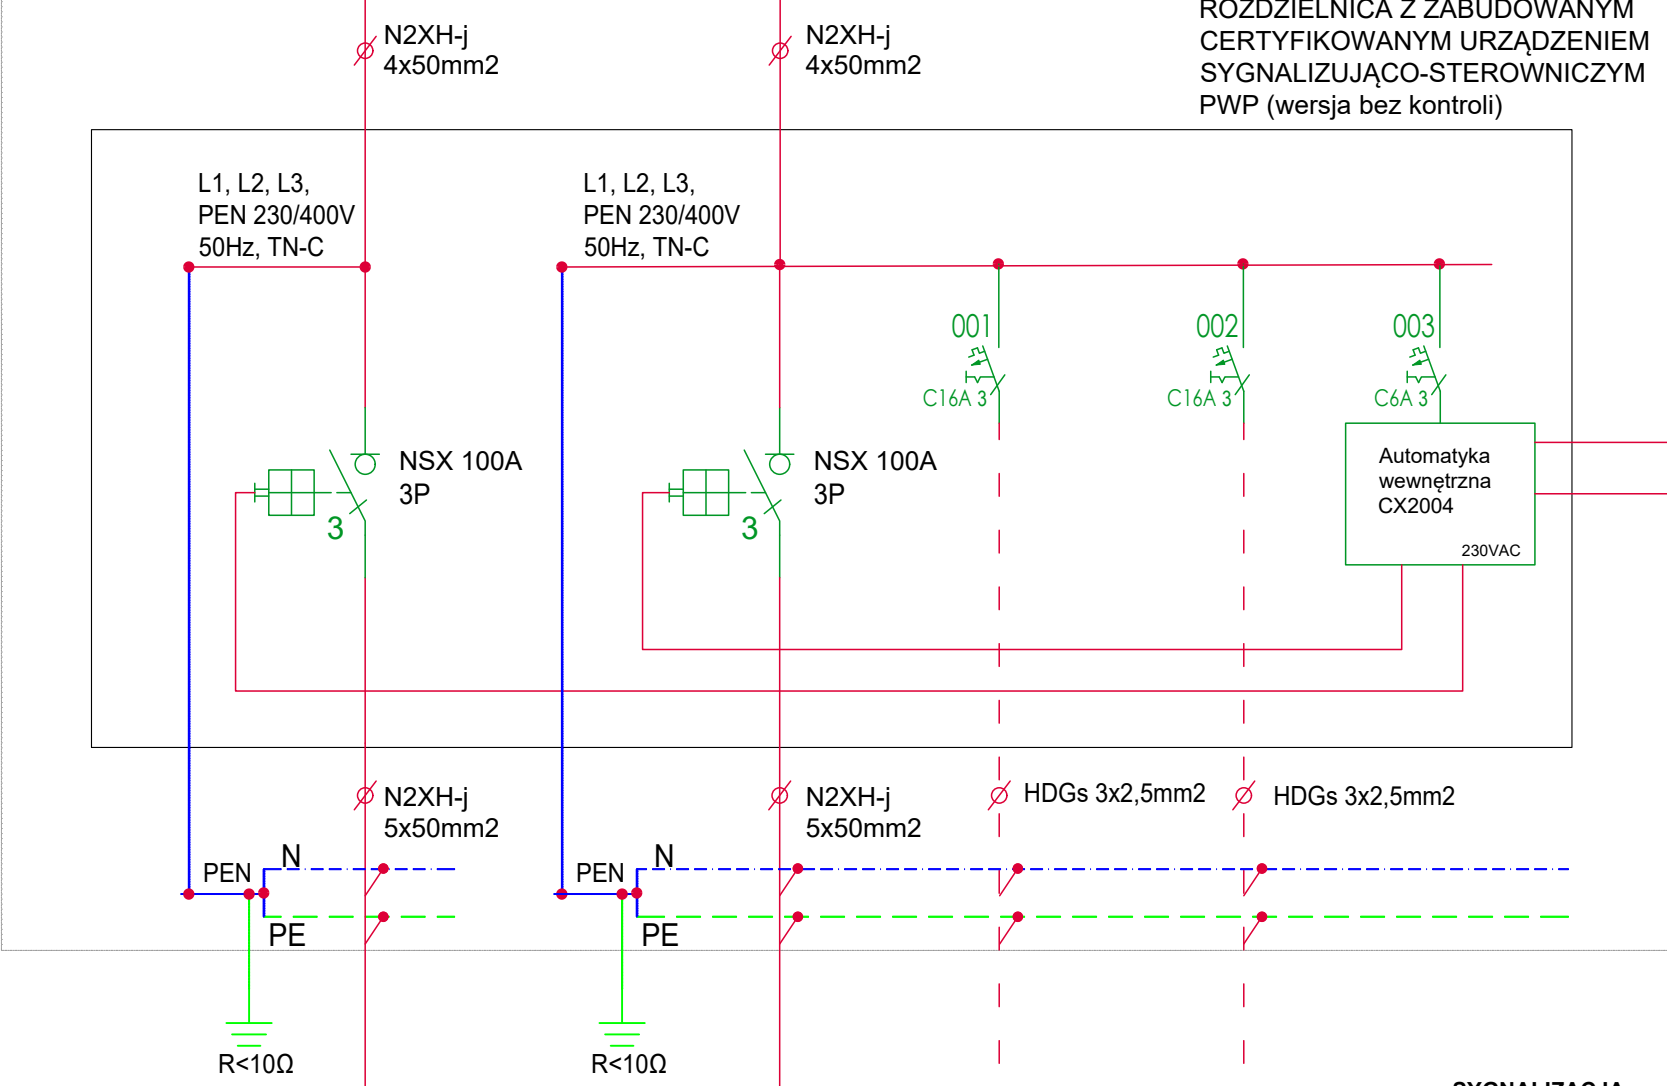 N2XH-j
4x50mm2
N2XH-j
4x50mm2
ROZDZIELNICA Z ZABUDOWANYM
CERTYFIKOWANYM URZĄDZENIEM
SYGNALIZUJĄCO-STEROWNICZYM
PWP (wersja bez kontroli)
L1, L2, L3,
PEN 230/400V
50Hz, TN-C
L1, L2, L3,
PEN 230/400V
50Hz, TN-C
001
C16A 3
002
C16A 3
003
C6A 3
NSX 100A
3P
3
NSX 100A
3P
3
Automatyka
wewnętrzna
CX2004
230VAC
N2XH-j
5x50mm2
N2XH-j
5x50mm2
HDGs 3x2,5mm2
HDGs 3x2,5mm2
PEN
N
PE
PEN
N
PE
R<10Ω
R<10Ω
SYGNALIZACJA